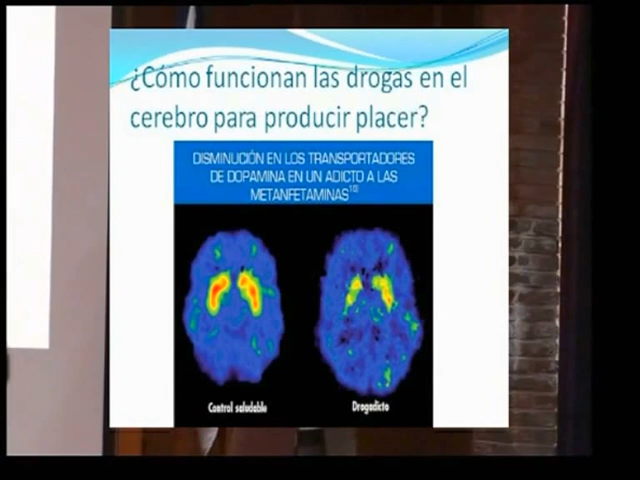 ¿Cómo funcionan las drogas en el
cerebro para producir placer?
DISMINUCIÓN EN LOS TRANSPORTADORES
DE DOPAMINA EN UN ADICTO A LAS
METANFETAMINAS
Control saludable
Drogadicto